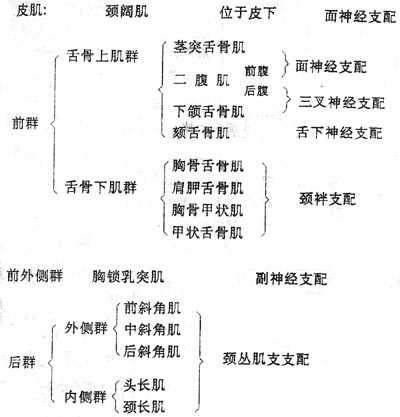 皮肌: 颈阔肌 位于皮下 面神经支配
舌骨上肌群
茎突舌骨肌
二腹肌 前腹 面神经支配
后腹
下颌舌骨肌 三叉神经支配
前群
颏舌骨肌 舌下神经支配
胸骨舌骨肌
舌骨下肌群 肩胛舌骨肌
颈袢支配
胸骨甲状肌
甲状舌骨肌
前外侧群 胸锁乳突肌 副神经支配
前斜角肌
外侧群 中斜角肌
后斜角肌
后群 颈丛肌支支配
内侧群 头长肌
颈长肌